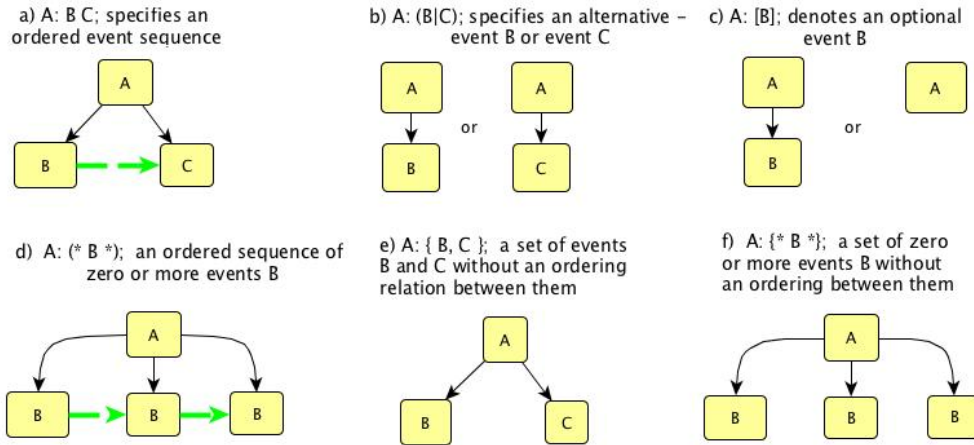 a) A: B C; specifies an
ordered event sequence
A
B
C
b) A: (B|C); specifies an alternative –
event B or event C
A
A
or
B
C
c) A: [B]; denotes an optional
event B
A
A
or
B
d) A: (* B *); an ordered sequence of
zero or more events B
A
B
B
B
e) A: { B, C }; a set of events
B and C without an ordering
relation between them
A
B
C
f) A: {* B *}; a set of zero
or more events B without
an ordering between them
A
B
B
B